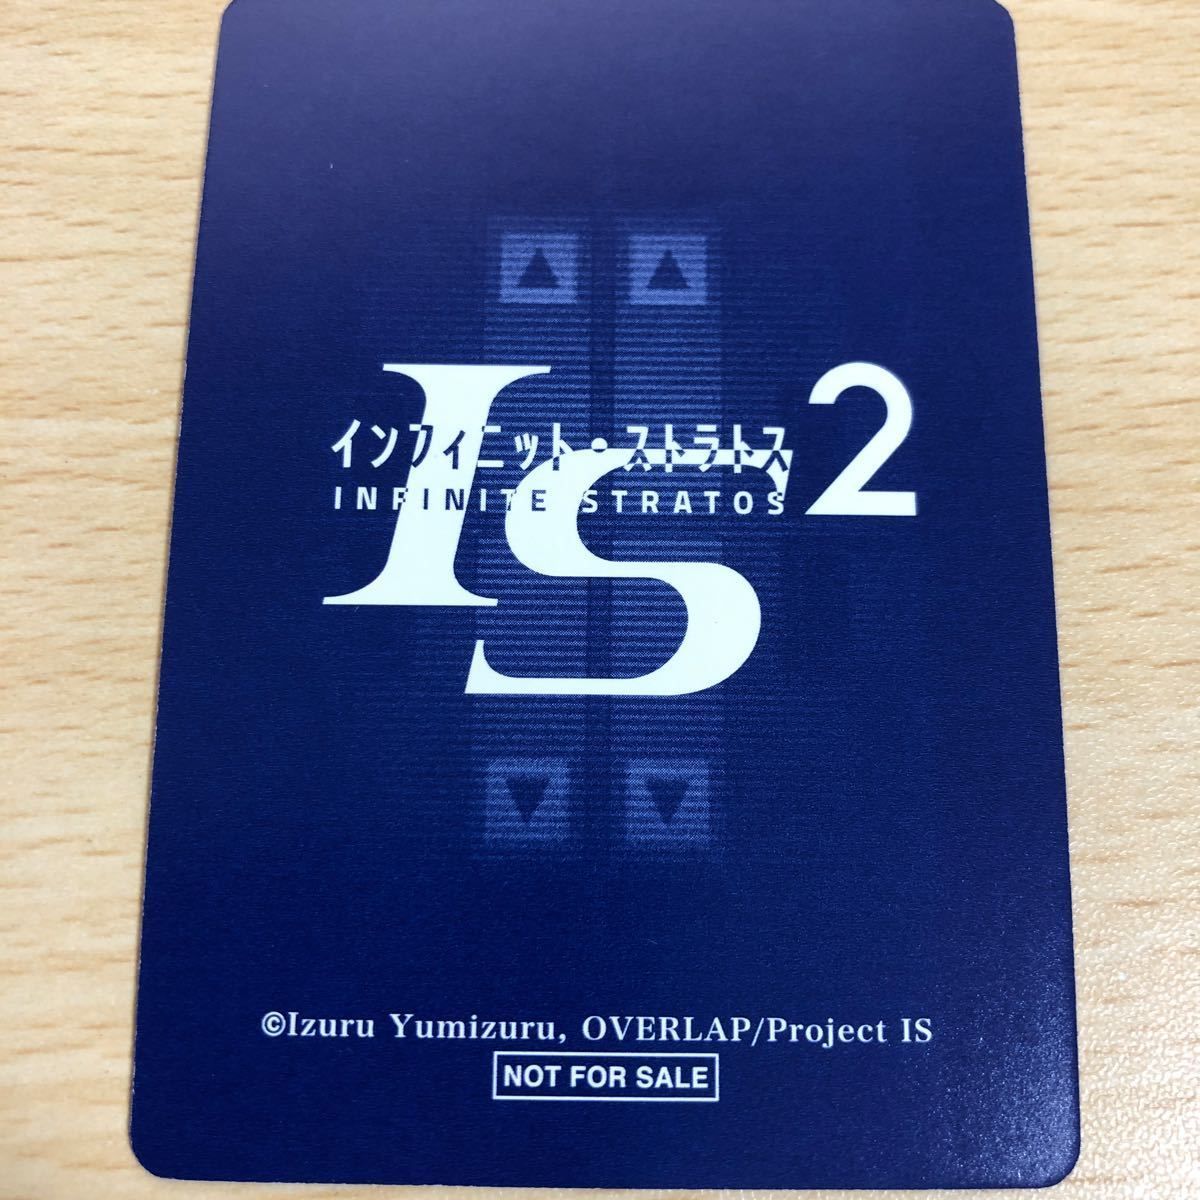 IS
インフィニット・ストラトス 2
INFINITE STRATOS
©Izuru Yumizuru, OVERLAP/Project IS
NOT FOR SALE